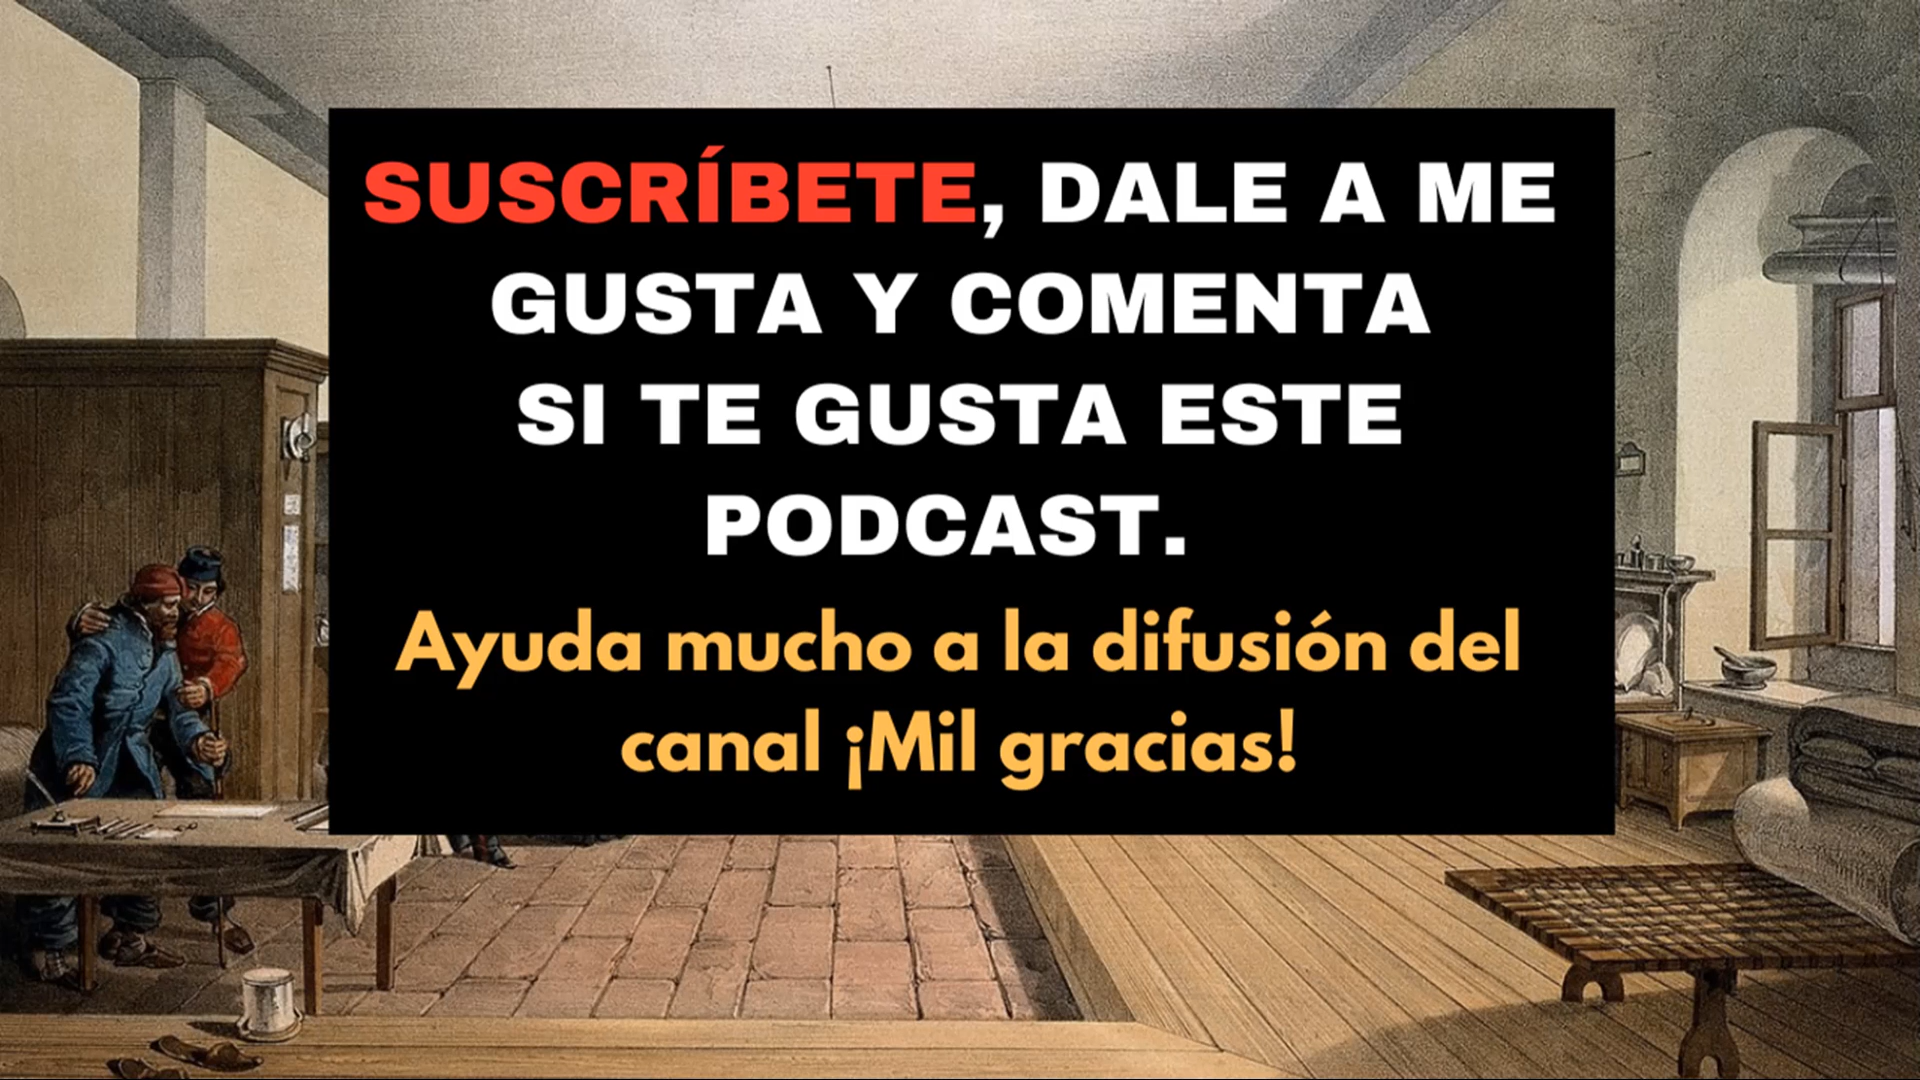 SUSCRÍBETE, DALE A ME
GUSTA Y COMENTA
SI TE GUSTA ESTE
PODCAST.
Ayuda mucho a la difusión del
canal ¡Mil gracias!